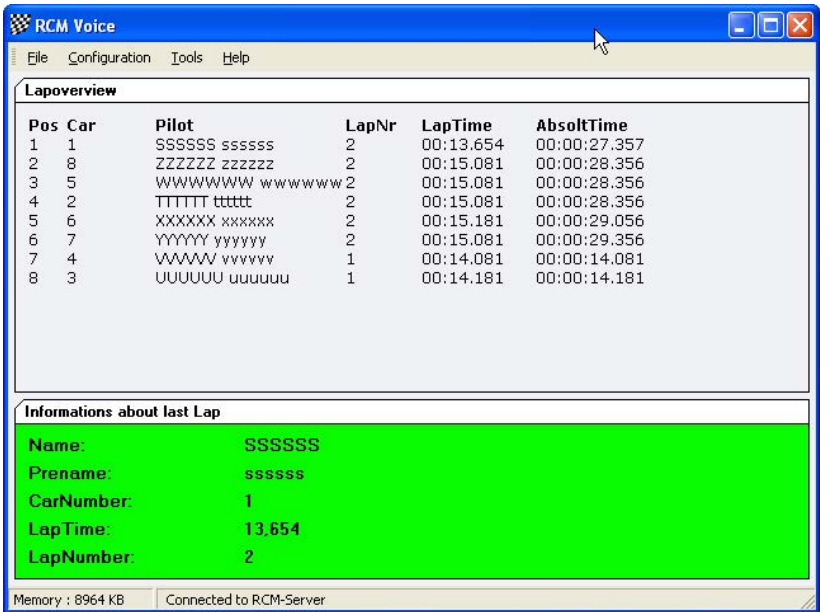 RCM Voice
File Configuration Tools Help
Lapoverview
Pos Car Pilot LapNr LapTime AbsoltTime
1 1 SSSSSS ssssss 2 00:13.654 00:00:27.357
2 8 ZZZZZZ zzzzzz 2 00:15.081 00:00:28.356
3 5 WWWWWW wwwwww 2 00:15.081 00:00:28.356
4 2 TTTTTT tttttt 2 00:15.081 00:00:28.356
5 6 XXXXXX xxxxxx 2 00:15.181 00:00:29.056
6 7 YYYYYY yyyyyy 2 00:15.081 00:00:29.356
7 4 VVVVVV vvvvvv 1 00:14.081 00:00:14.081
8 3 UUUUUU uuuuuu 1 00:14.181 00:00:14.181
Informations about last Lap
Name: SSSSSS
Prename: ssssss
CarNumber: 1
LapTime: 13,654
LapNumber: 2
Memory : 8964 KB Connected to RCM-Server